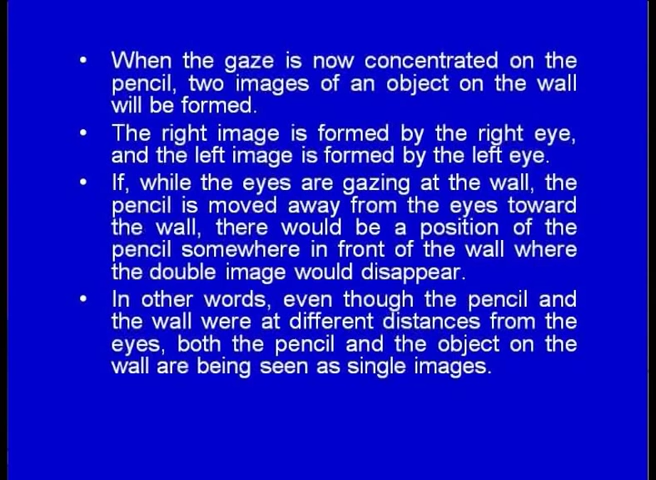 • When the gaze is now concentrated on the
pencil, two images of an object on the wall
will be formed.
• The right image is formed by the right eye,
and the left image is formed by the left eye.
• If, while the eyes are gazing at the wall, the
pencil is moved away from the eyes toward
the wall, there would be a position of the
pencil somewhere in front of the wall where
the double image would disappear.
• In other words, even though the pencil and
the wall were at different distances from the
eyes, both the pencil and the object on the
wall are being seen as single images.